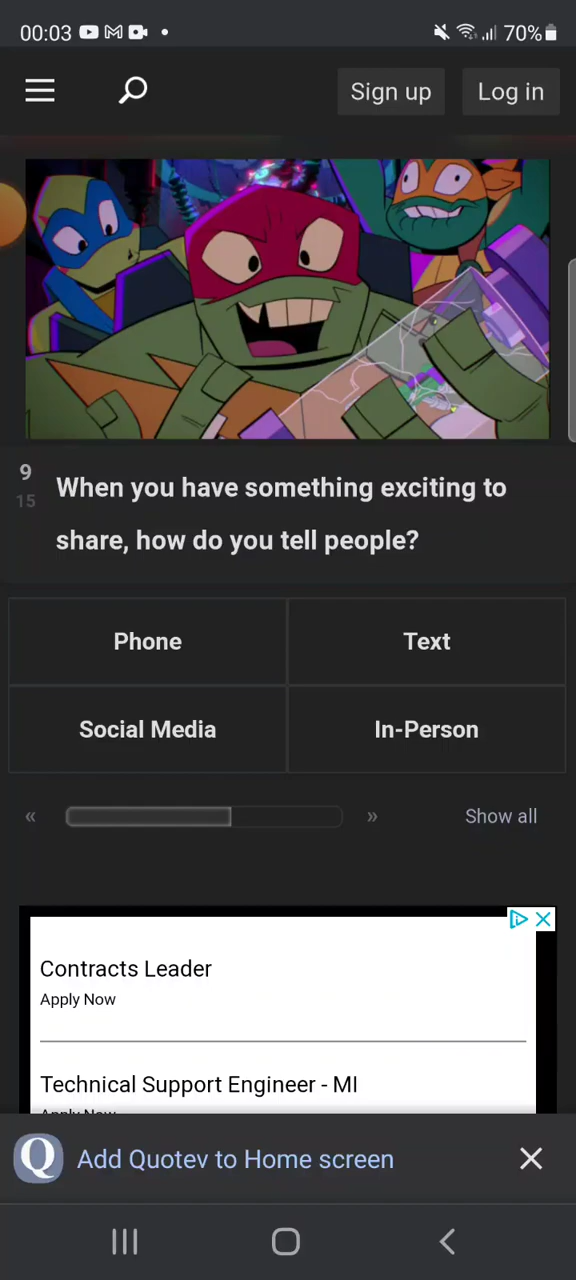 00:03 70%
Sign up Log in
9
15
When you have something exciting to
share, how do you tell people?
Phone Text
Social Media In-Person
« » Show all
Contracts Leader
Apply Now
Technical Support Engineer - MI
Apply Now
Q Add Quotev to Home screen